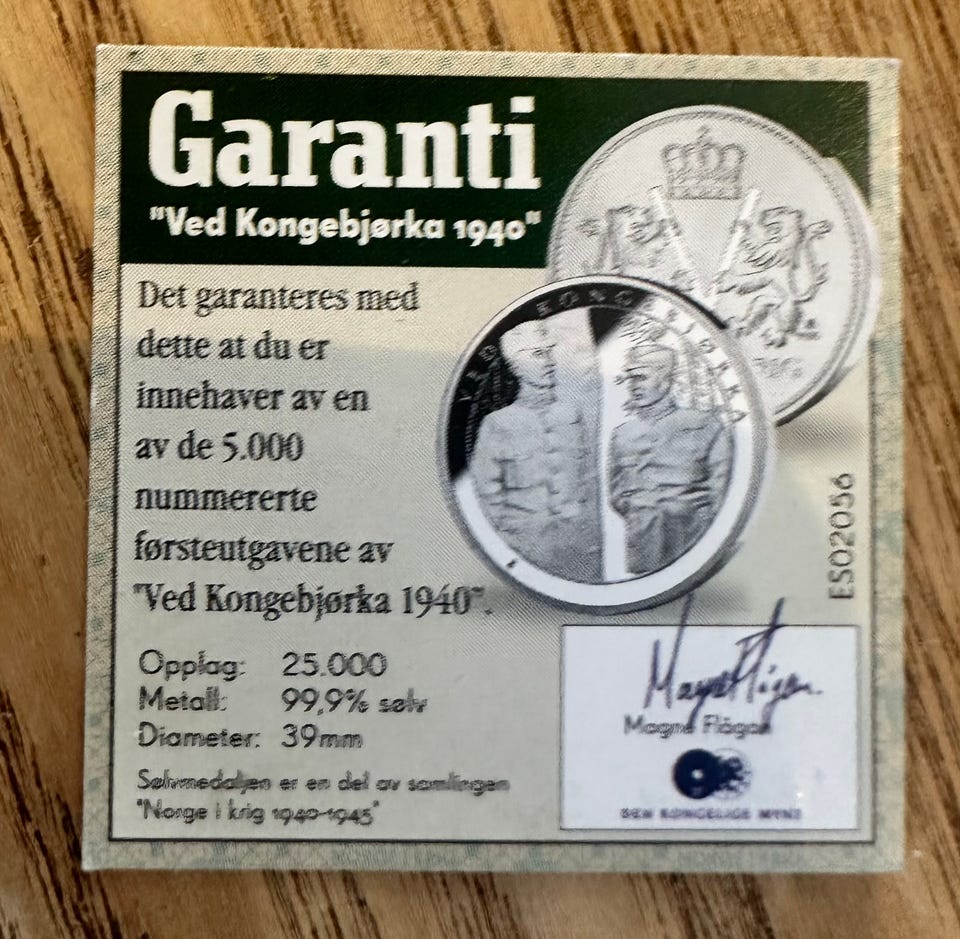 Garanti
"Ved Kongebjørka 1940"
Det garanteres med
dette at du er
innehaver av en
av de 5.000
nummererte
førsteutgavene av
"Ved Kongebjørka 1940".
Opplag: 25.000
Metall: 99,9% sølv
Diameter: 39mm
Sølvmedaljen er en del av samlingen
"Norge i krig 1940-1945"
VED KONGEBJØRKA
ES02056
Magne Flågan
DEN KONGELIGE MYNT